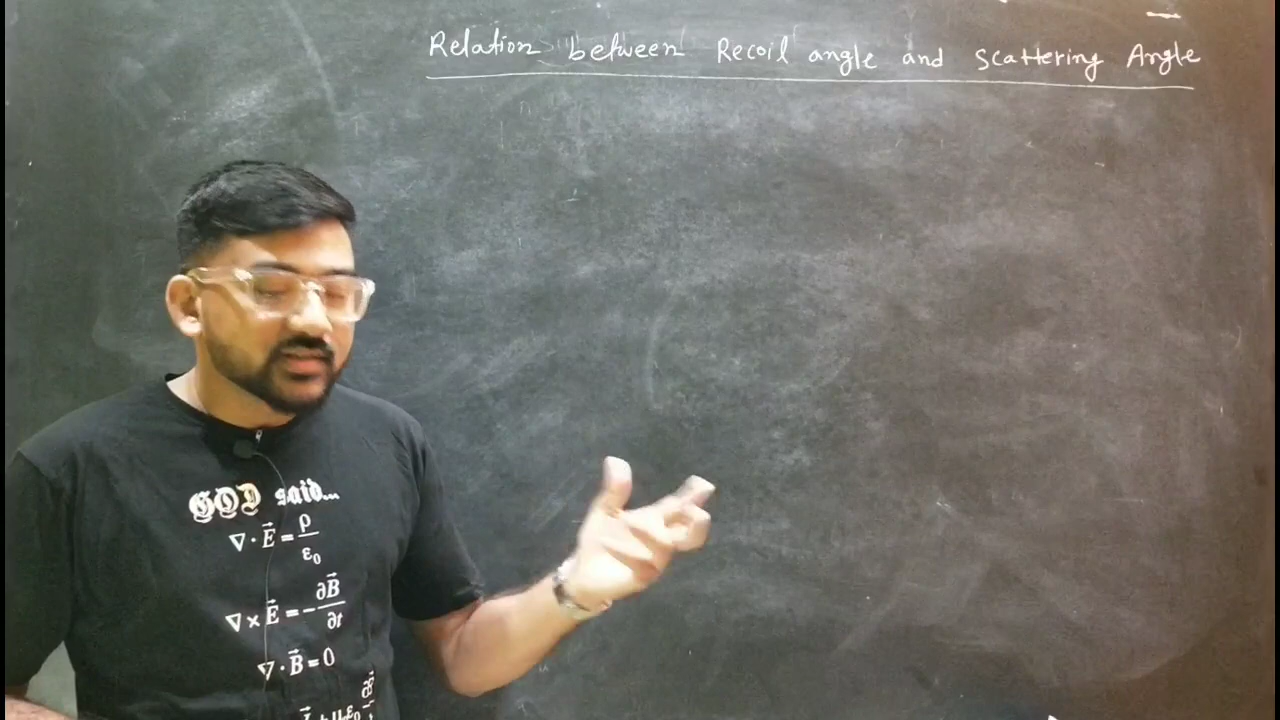 Relation between Recoil angle and Scattering Angle
GOD said...
∇ · E⃗ = ρ/ε₀
∇ × E⃗ = - ∂B⃗/∂t
∇ · B⃗ = 0